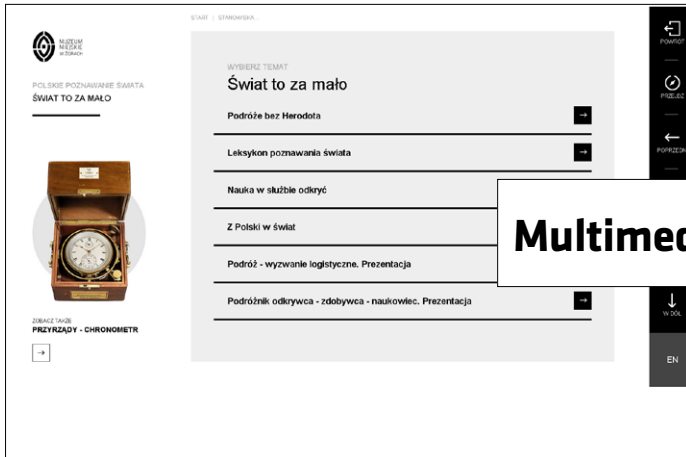 START | STANOWISKA...
MUZEUM
MIEJSKIE
W ŻORACH
POLSKIE POZNAWANIE ŚWIATA
ŚWIAT TO ZA MAŁO
ZOBACZ TAKŻE
PRZYRZĄDY - CHRONOMETR
WYBIERZ TEMAT
Świat to za mało
Podróże bez Herodota
Leksykon poznawania świata
Nauka w służbie odkryć
Z Polski w świat
Podróż - wyzwanie logistyczne. Prezentacja
Podróżnik odkrywca - zdobywca - naukowiec. Prezentacja
Multimed
POWRÓT
PRZEJDŹ
POPRZEDN
W DÓŁ
EN